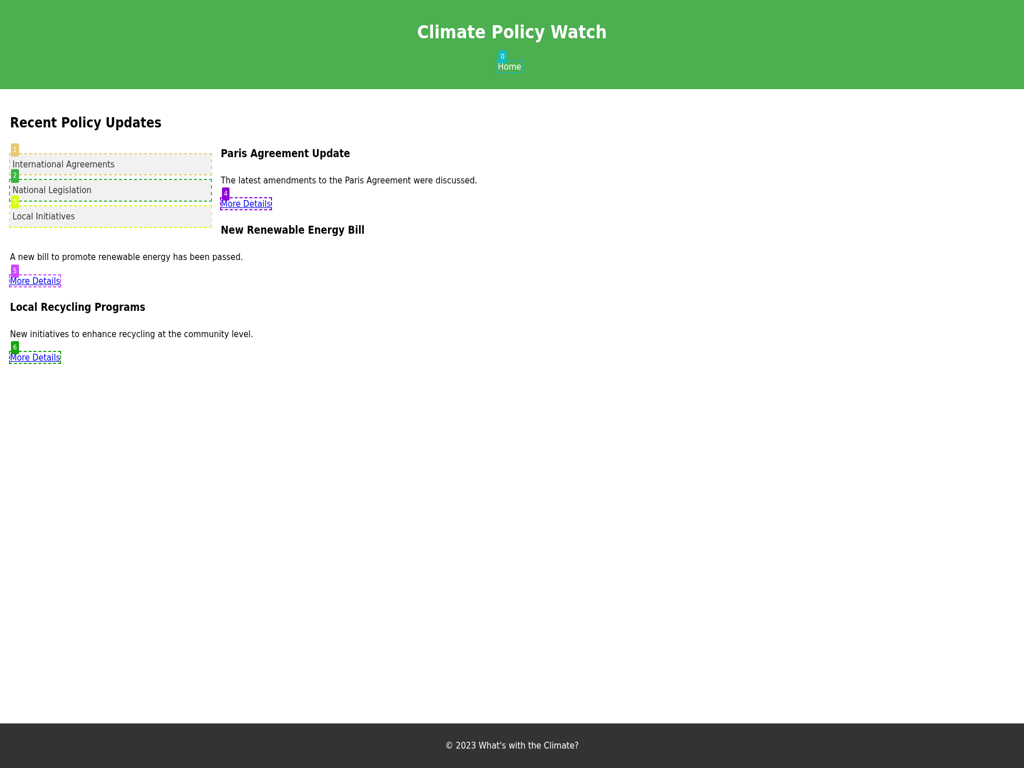 Climate Policy Watch
0
Home
Recent Policy Updates
1
International Agreements
2
National Legislation
3
Local Initiatives
Paris Agreement Update
The latest amendments to the Paris Agreement were discussed.
4
More Details
New Renewable Energy Bill
A new bill to promote renewable energy has been passed.
5
More Details
Local Recycling Programs
New initiatives to enhance recycling at the community level.
6
More Details
© 2023 What's with the Climate?